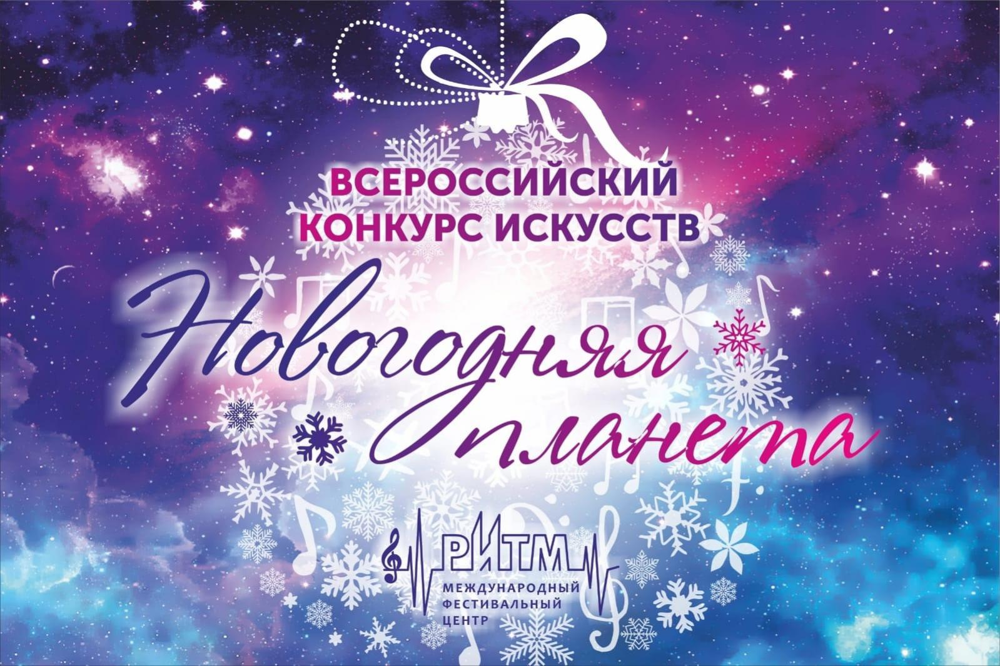 ВСЕРОССИЙСКИЙ
КОНКУРС ИСКУССТВ
Новогодняя
планета
РИТМ
МЕЖДУНАРОДНЫЙ
ФЕСТИВАЛЬНЫЙ
ЦЕНТР